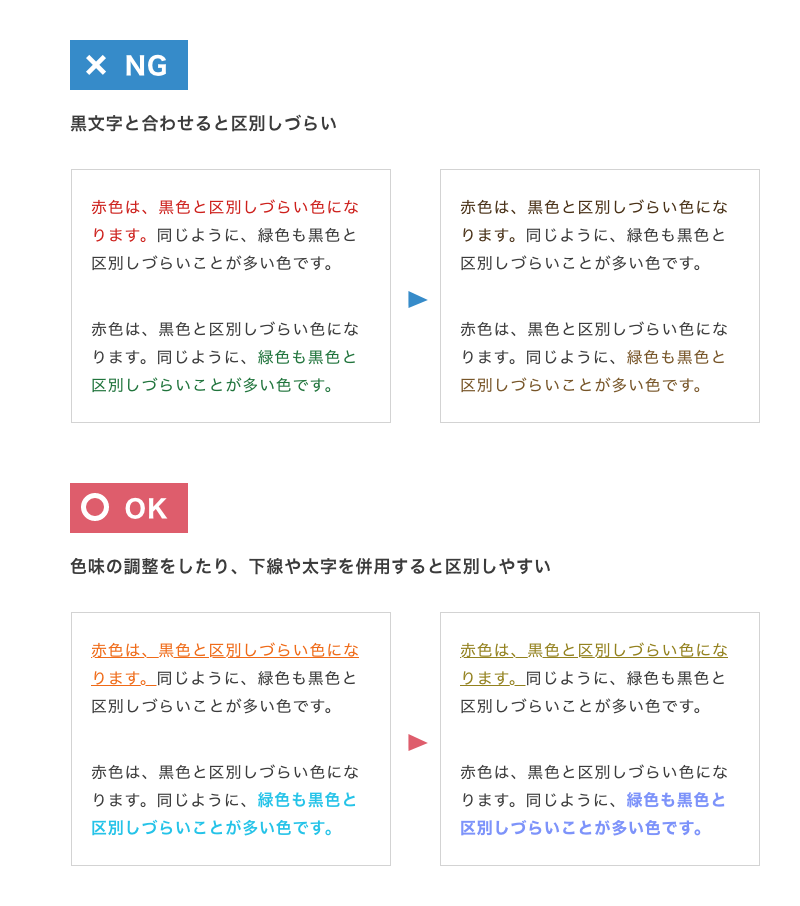 × NG
黒文字と合わせると区別しづらい
赤色は、黒色と区別しづらい色にな
ります。同じように、緑色も黒色と
区別しづらいことが多い色です。
赤色は、黒色と区別しづらい色にな
ります。同じように、緑色も黒色と
区別しづらいことが多い色です。
赤色は、黒色と区別しづらい色にな
ります。同じように、緑色も黒色と
区別しづらいことが多い色です。
赤色は、黒色と区別しづらい色にな
ります。同じように、緑色も黒色と
区別しづらいことが多い色です。
○ OK
色味の調整をしたり、下線や太字を併用すると区別しやすい
赤色は、黒色と区別しづらい色にな
ります。同じように、緑色も黒色と
区別しづらいことが多い色です。
赤色は、黒色と区別しづらい色にな
ります。同じように、緑色も黒色と
区別しづらいことが多い色です。
赤色は、黒色と区別しづらい色にな
ります。同じように、緑色も黒色と
区別しづらいことが多い色です。
赤色は、黒色と区別しづらい色にな
ります。同じように、緑色も黒色と
区別しづらいことが多い色です。